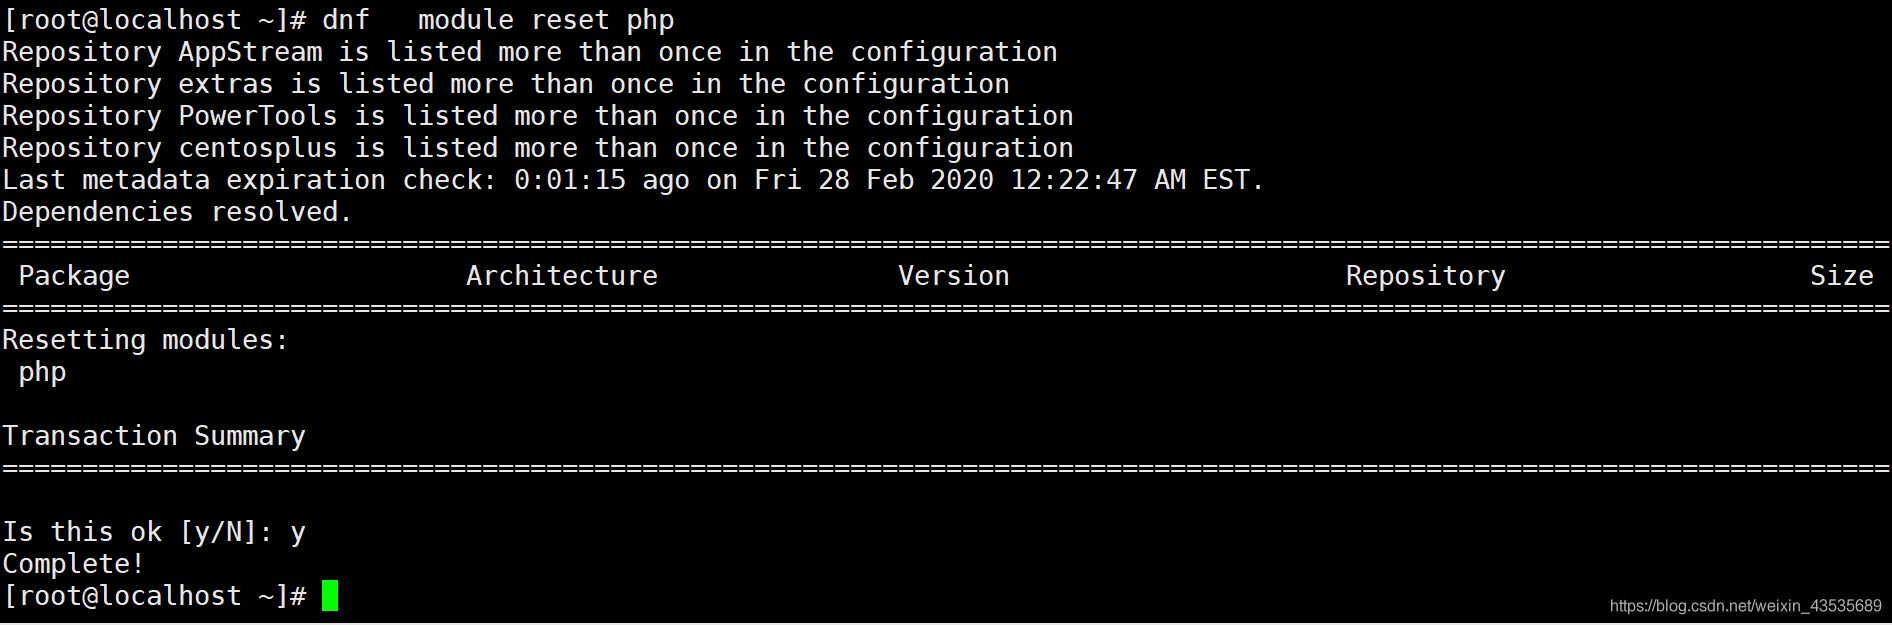 [root@localhost ~]# dnf   module reset php
Repository AppStream is listed more than once in the configuration
Repository extras is listed more than once in the configuration
Repository PowerTools is listed more than once in the configuration
Repository centosplus is listed more than once in the configuration
Last metadata expiration check: 0:01:15 ago on Fri 28 Feb 2020 12:22:47 AM EST.
Dependencies resolved.
======================================================================================================================
 Package                     Architecture               Version                     Repository                   Size
======================================================================================================================
Resetting modules:
 php
Transaction Summary
======================================================================================================================
Is this ok [y/N]: y
Complete!
[root@localhost ~]#
https://blog.csdn.net/weixin_43535689